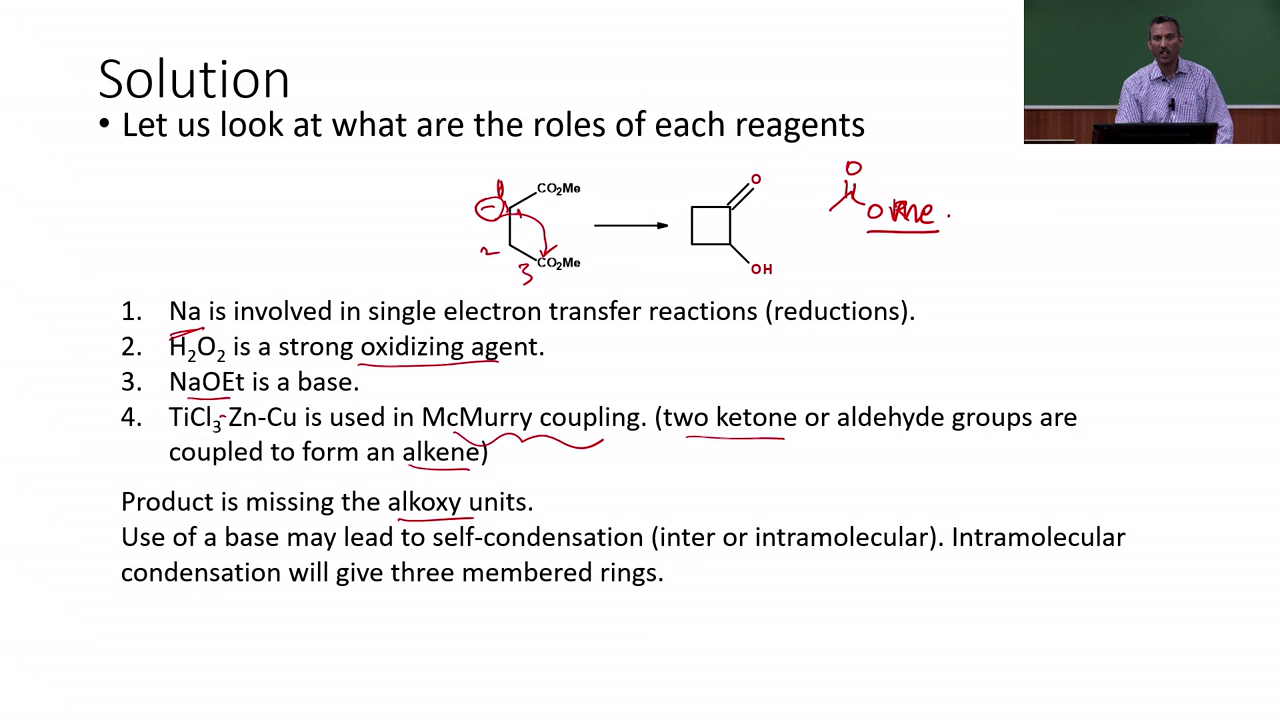 Solution
• Let us look at what are the roles of each reagents
CO2Me
CO2Me
2
3
O
OH
O
OMe.
1. Na is involved in single electron transfer reactions (reductions).
2. H2O2 is a strong oxidizing agent.
3. NaOEt is a base.
4. TiCl3-Zn-Cu is used in McMurry coupling. (two ketone or aldehyde groups are
coupled to form an alkene)
Product is missing the alkoxy units.
Use of a base may lead to self-condensation (inter or intramolecular). Intramolecular
condensation will give three membered rings.